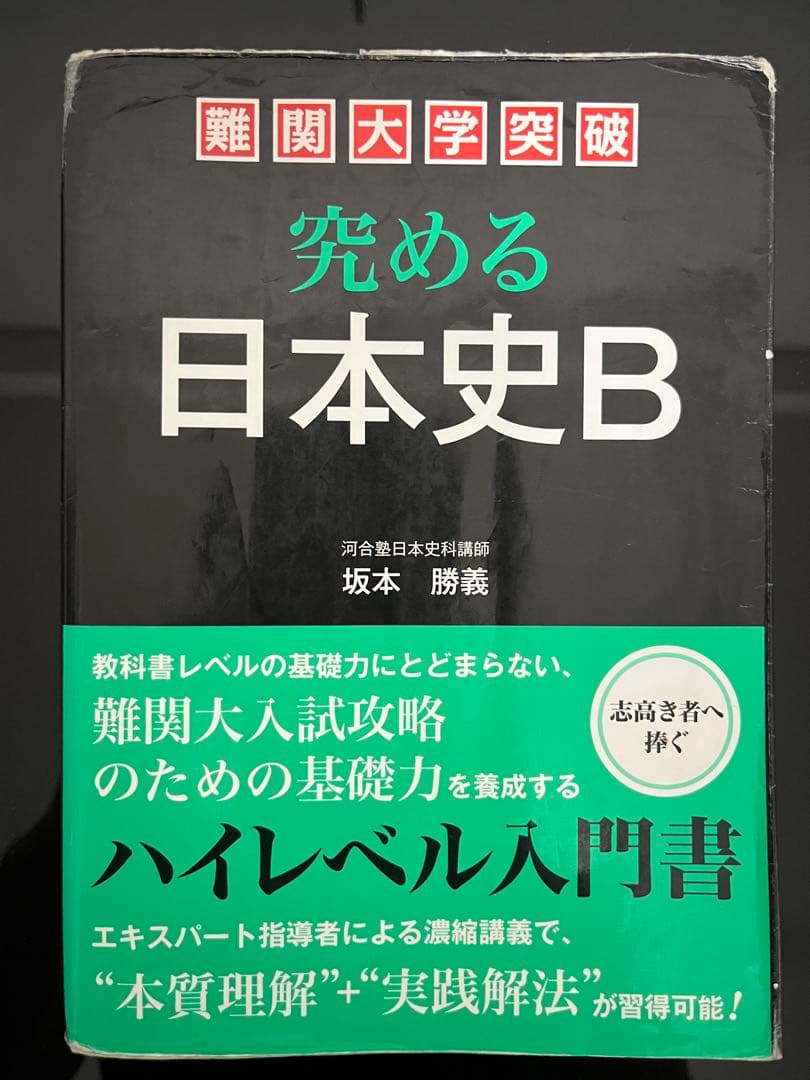 難関大学突破
究める
日本史B
河合塾日本史科講師
坂本 勝義
教科書レベルの基礎力にとどまらない、
難関大入試攻略
のための基礎力を養成する
志高き者へ
捧ぐ
ハイレベル入門書
エキスパート指導者による濃縮講義で、
“本質理解”+“実践解法”が習得可能！